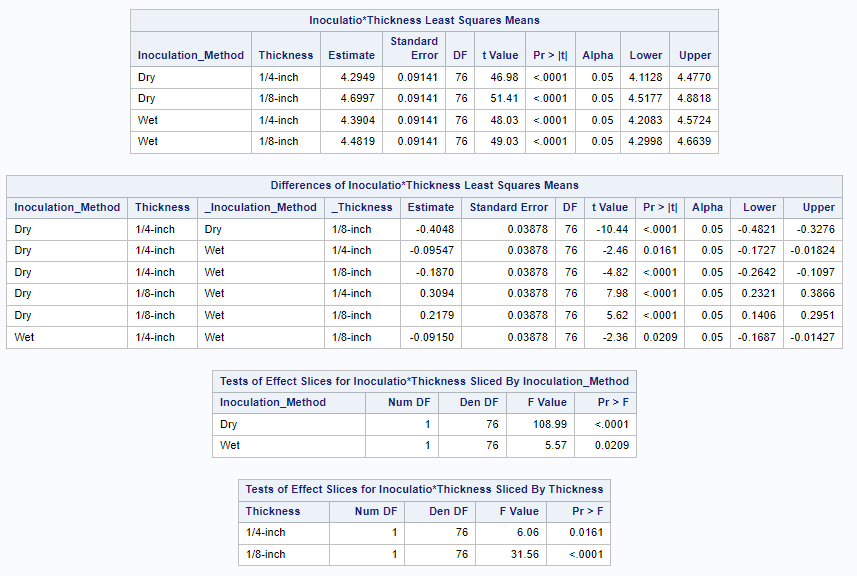 Inoculatio*Thickness Least Squares Means
Inoculation_Method Thickness Estimate Standard Error DF t Value Pr > |t| Alpha Lower Upper
Dry 1/4-inch 4.2949 0.09141 76 46.98 <.0001 0.05 4.1128 4.4770
Dry 1/8-inch 4.6997 0.09141 76 51.41 <.0001 0.05 4.5177 4.8818
Wet 1/4-inch 4.3904 0.09141 76 48.03 <.0001 0.05 4.2083 4.5724
Wet 1/8-inch 4.4819 0.09141 76 49.03 <.0001 0.05 4.2998 4.6639
Differences of Inoculatio*Thickness Least Squares Means
Inoculation_Method Thickness _Inoculation_Method _Thickness Estimate Standard Error DF t Value Pr > |t| Alpha Lower Upper
Dry 1/4-inch Dry 1/8-inch -0.4048 0.03878 76 -10.44 <.0001 0.05 -0.4821 -0.3276
Dry 1/4-inch Wet 1/4-inch -0.09547 0.03878 76 -2.46 0.0161 0.05 -0.1727 -0.01824
Dry 1/4-inch Wet 1/8-inch -0.1870 0.03878 76 -4.82 <.0001 0.05 -0.2642 -0.1097
Dry 1/8-inch Wet 1/4-inch 0.3094 0.03878 76 7.98 <.0001 0.05 0.2321 0.3866
Dry 1/8-inch Wet 1/8-inch 0.2179 0.03878 76 5.62 <.0001 0.05 0.1406 0.2951
Wet 1/4-inch Wet 1/8-inch -0.09150 0.03878 76 -2.36 0.0209 0.05 -0.1687 -0.01427
Tests of Effect Slices for Inoculatio*Thickness Sliced By Inoculation_Method
Inoculation_Method Num DF Den DF F Value Pr > F
Dry 1 76 108.99 <.0001
Wet 1 76 5.57 0.0209
Tests of Effect Slices for Inoculatio*Thickness Sliced By Thickness
Thickness Num DF Den DF F Value Pr > F
1/4-inch 1 76 6.06 0.0161
1/8-inch 1 76 31.56 <.0001